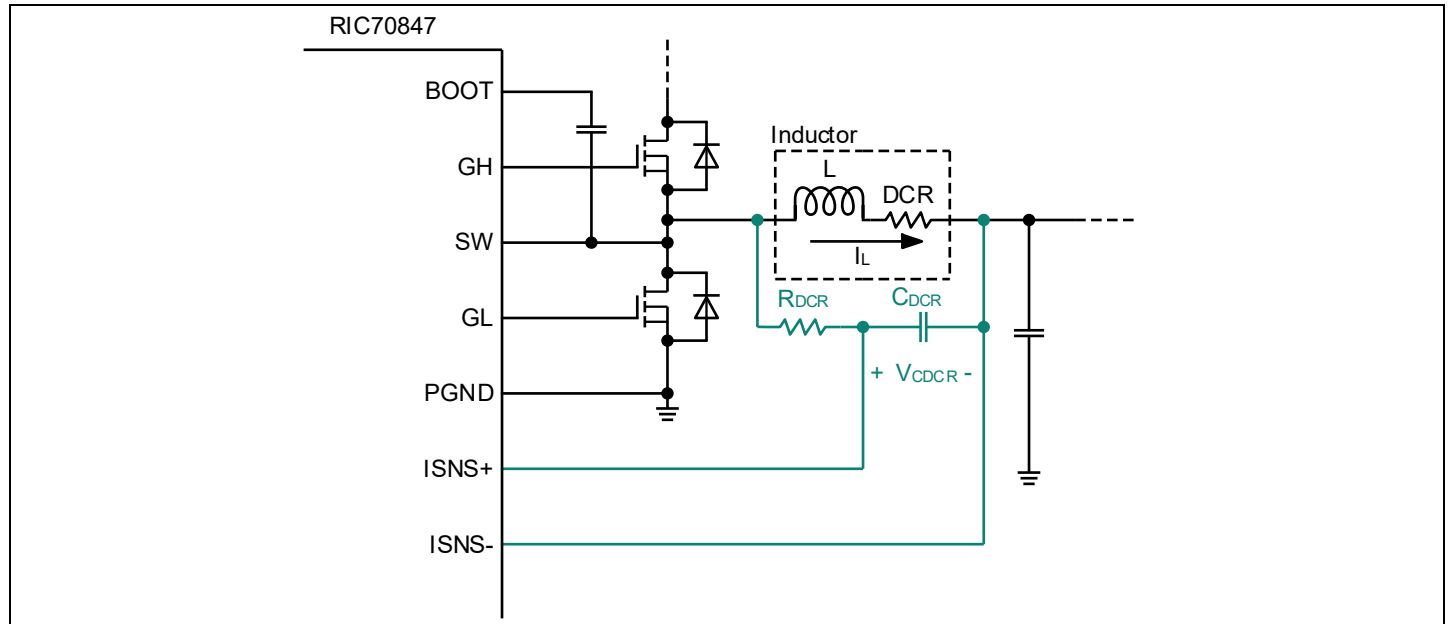 RIC70847
BOOT
GH
SW
GL
PGND
ISNS+
ISNS-
Inductor
L
DCR
IL
RDCR
CDCR
+ VCDCR -